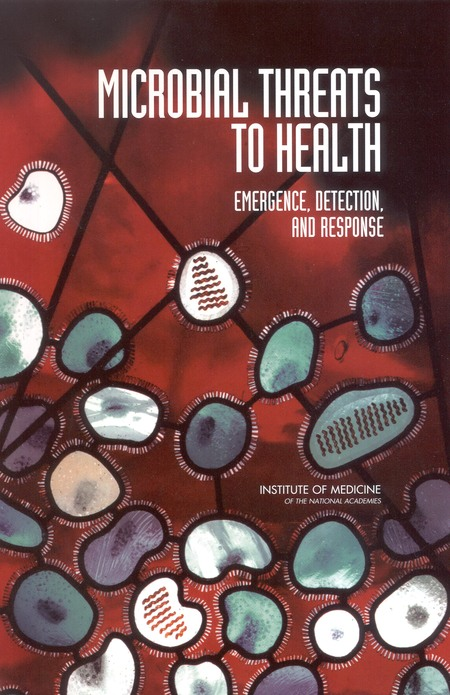 MICROBIAL THREATS
TO HEALTH
EMERGENCE, DETECTION,
AND RESPONSE
INSTITUTE OF MEDICINE
OF THE NATIONAL ACADEMIES